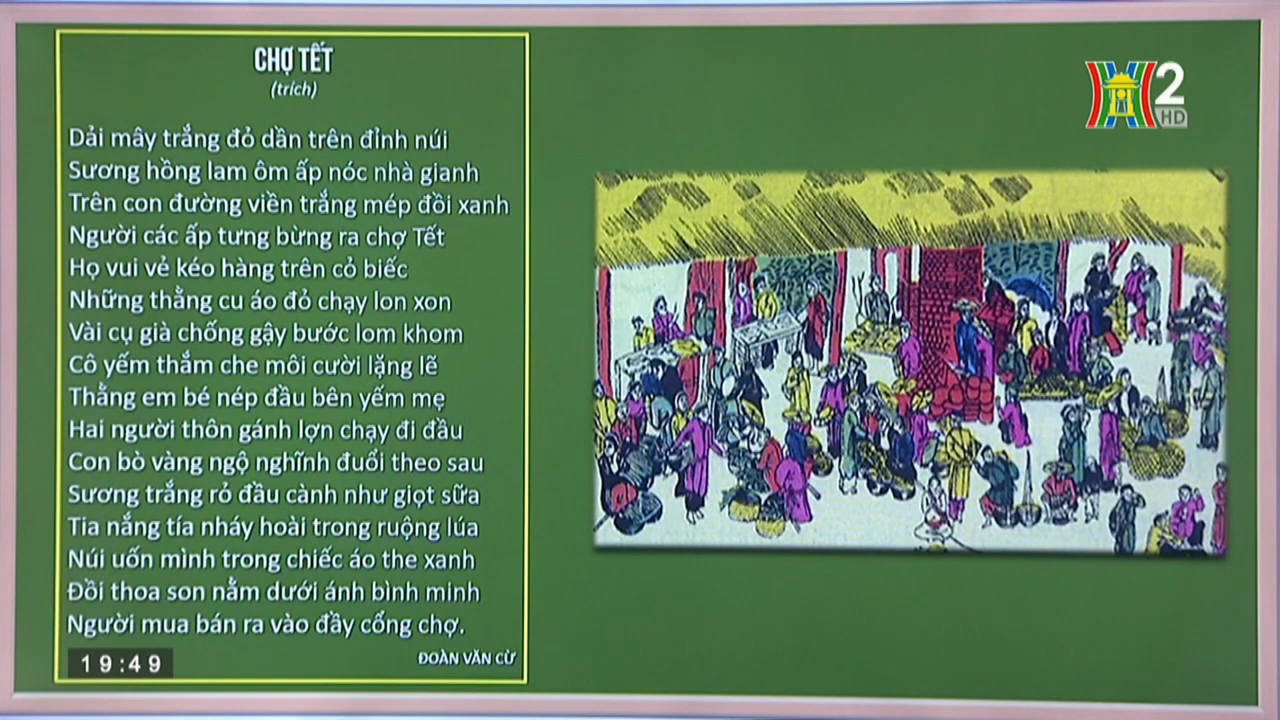 CHỢ TẾT
(trích)
Dải mây trắng đỏ dần trên đỉnh núi
Sương hồng lam ôm ấp nóc nhà gianh
Trên con đường viền trắng mép đồi xanh
Người các ấp tưng bừng ra chợ Tết
Họ vui vẻ kéo hàng trên cỏ biếc
Những thằng cu áo đỏ chạy lon xon
Vài cụ già chống gậy bước lom khom
Cô yếm thắm che môi cười lặng lẽ
Thằng em bé nép đầu bên yếm mẹ
Hai người thôn gánh lợn chạy đi đầu
Con bò vàng ngộ nghĩnh đuổi theo sau
Sương trắng rỏ đầu cành như giọt sữa
Tia nắng tía nháy hoài trong ruộng lúa
Núi uốn mình trong chiếc áo the xanh
Đồi thoa son nằm dưới ánh bình minh
Người mua bán ra vào đầy cổng chợ.
ĐOÀN VĂN CỪ
19:49
2
HD